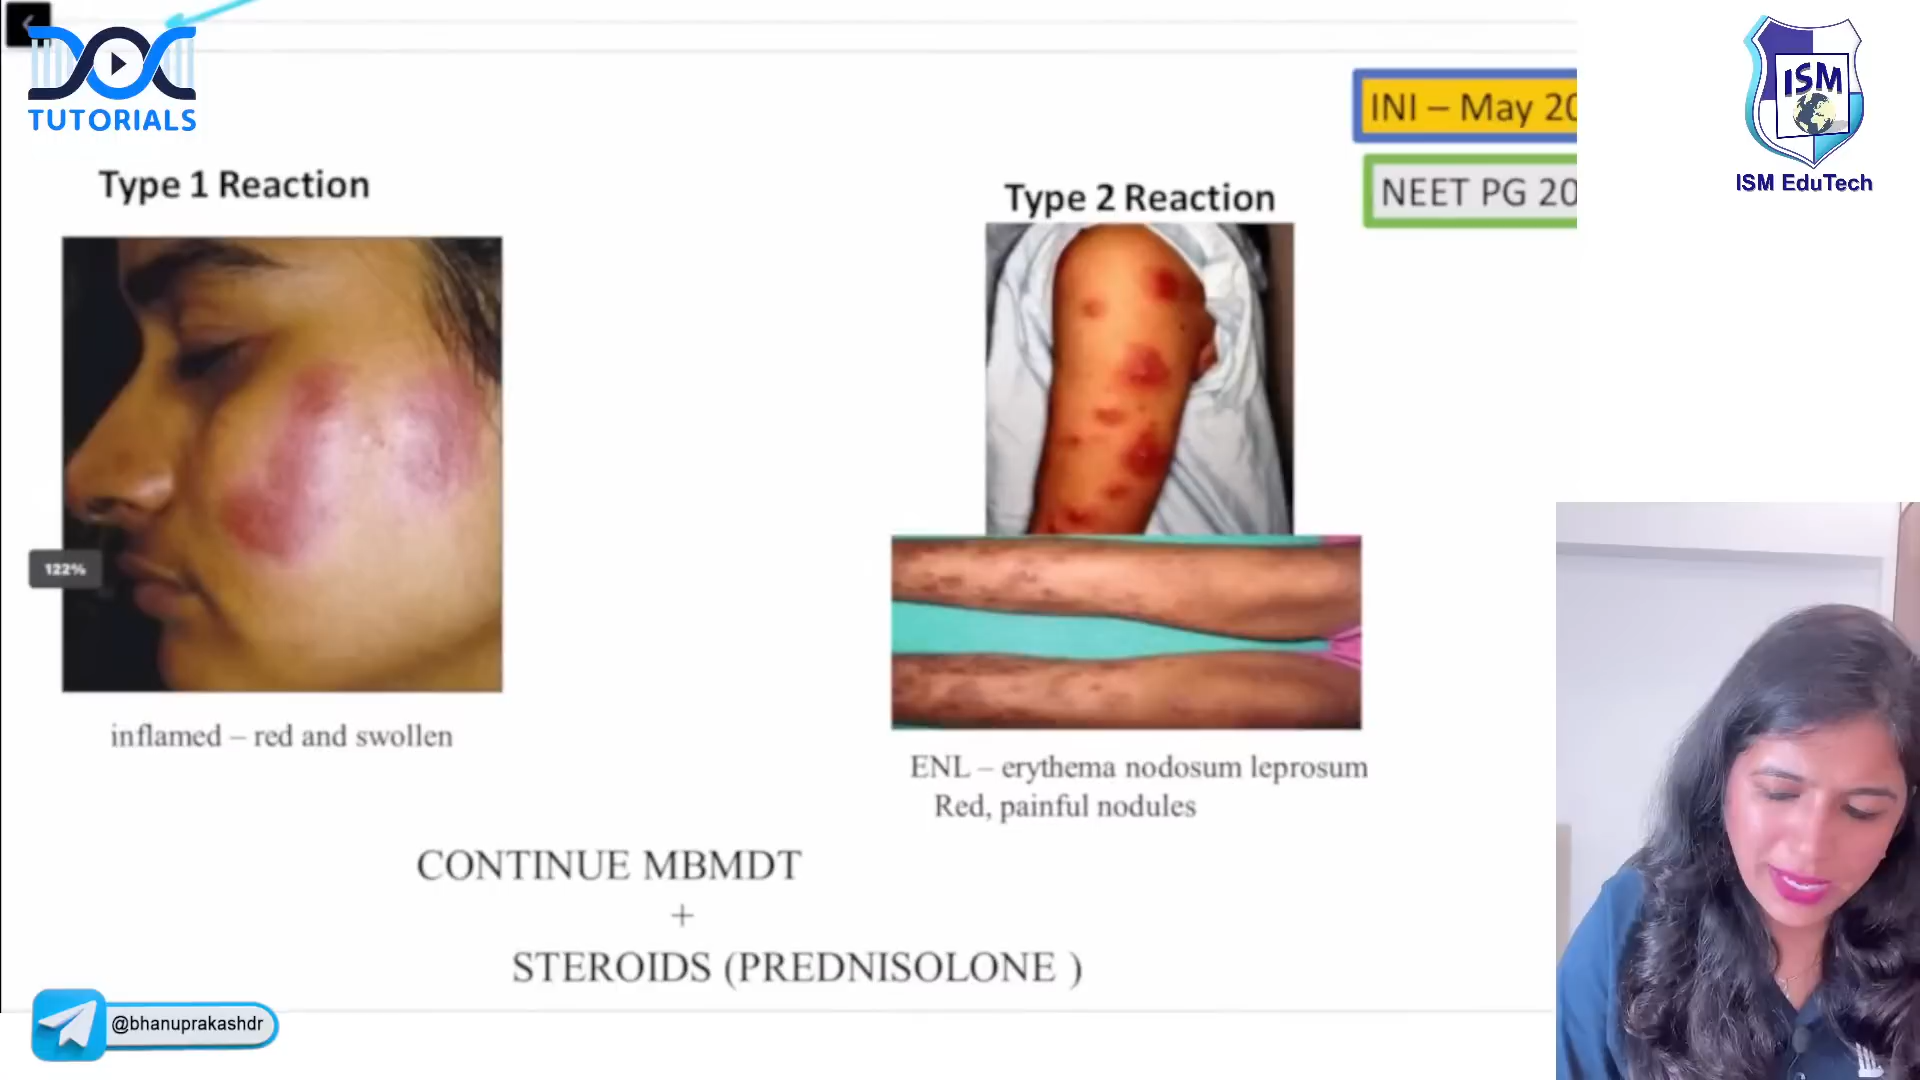 DOC
TUTORIALS
INI – May 20
NEET PG 20
ISM
ISM EduTech
Type 1 Reaction
Type 2 Reaction
122%
inflamed – red and swollen
ENL – erythema nodosum leprosum
Red, painful nodules
CONTINUE MBMDT
+
STEROIDS (PREDNISOLONE )
@bhanuprakashdr